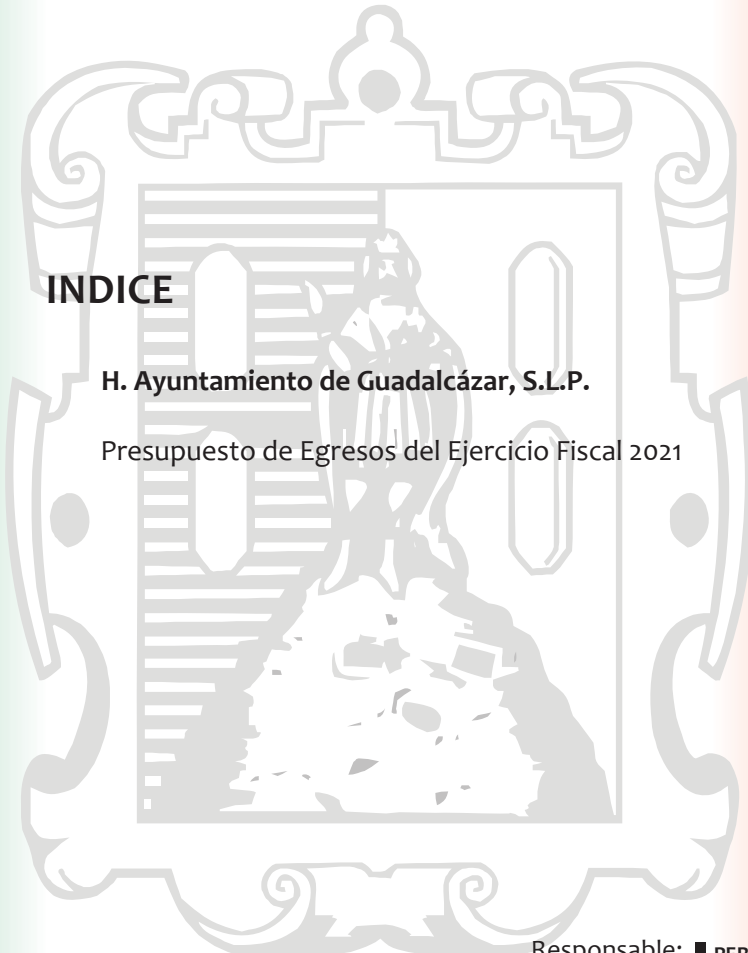 INDICE
H. Ayuntamiento de Guadalcázar, S.L.P.
Presupuesto de Egresos del Ejercicio Fiscal 2021
Responsable: